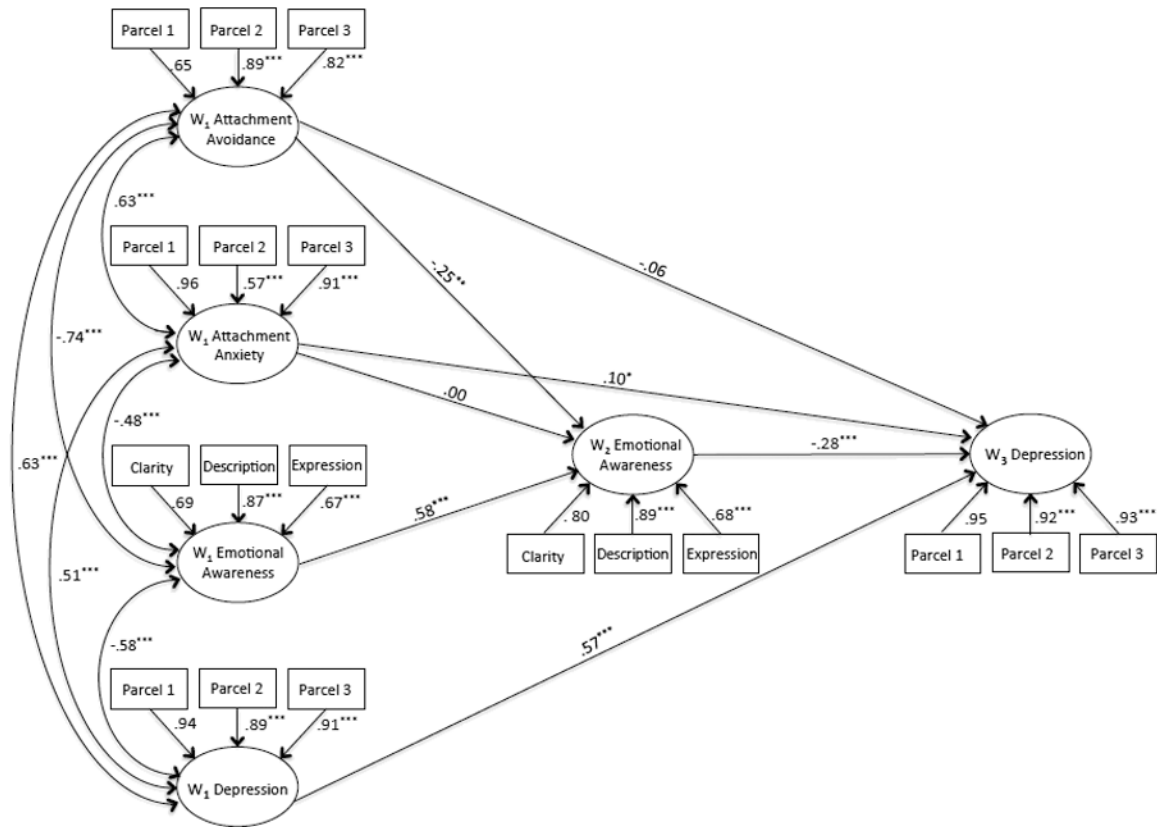 Parcel 1
Parcel 2
Parcel 3
.65
.89***
.82***
W1 Attachment
Avoidance
.63***
-.06
-.25**
Parcel 1
Parcel 2
Parcel 3
.96
.57***
.91***
-.74***
W1 Attachment
Anxiety
.10*
.00
-.48***
.63***
Clarity
Description
Expression
.69
.87***
.67***
W2 Emotional
Awareness
-.28***
W3 Depression
.58***
. 80
.89***
.68***
.95
.92***
.93***
Clarity
Description
Expression
Parcel 1
Parcel 2
Parcel 3
W1 Emotional
Awareness
.51***
-.58***
.57***
Parcel 1
Parcel 2
Parcel 3
.94
.89***
.91***
W1 Depression